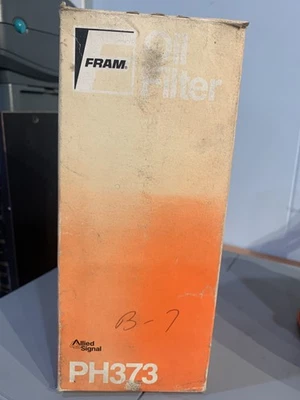 FRAM®
Oil
Filter
B-7
Allied
Signal
PH373